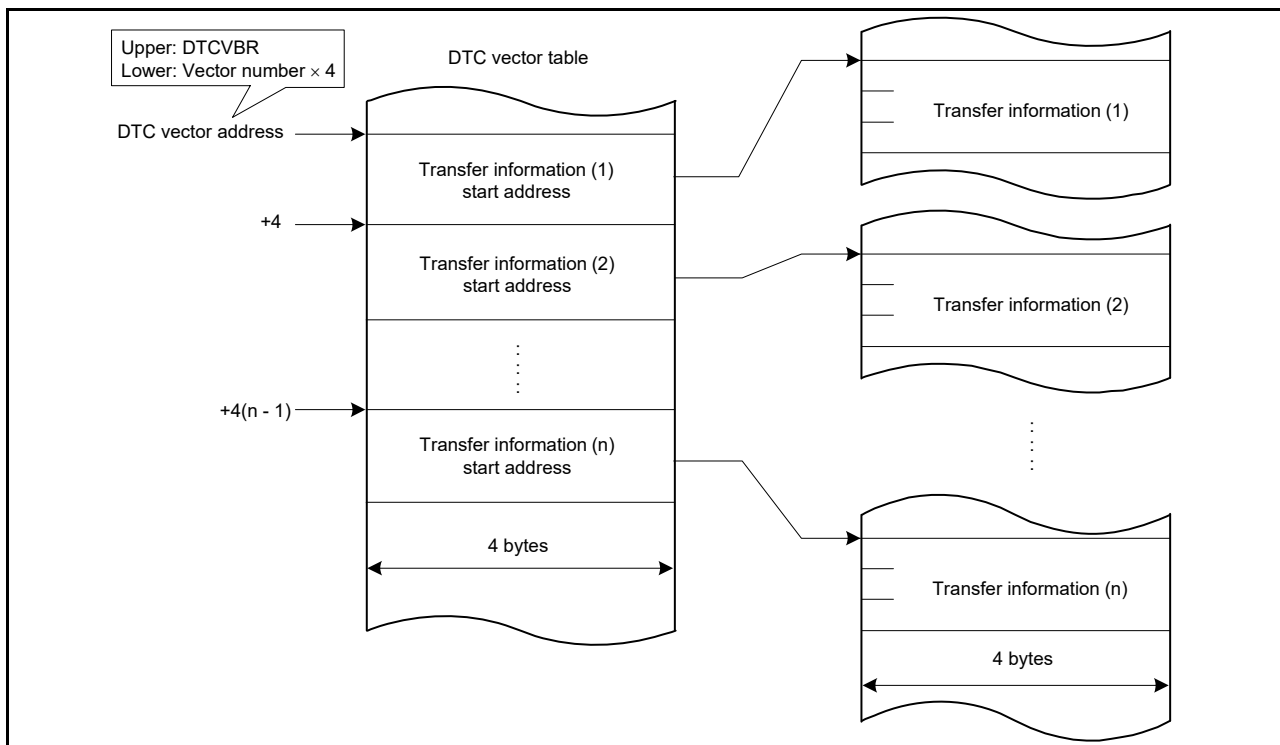 Upper: DTCVBR
Lower: Vector number × 4
DTC vector table
DTC vector address
Transfer information (1)
start address
Transfer information (1)
+4
Transfer information (2)
start address
Transfer information (2)
+4(n - 1)
Transfer information (n)
start address
4 bytes
Transfer information (n)
4 bytes